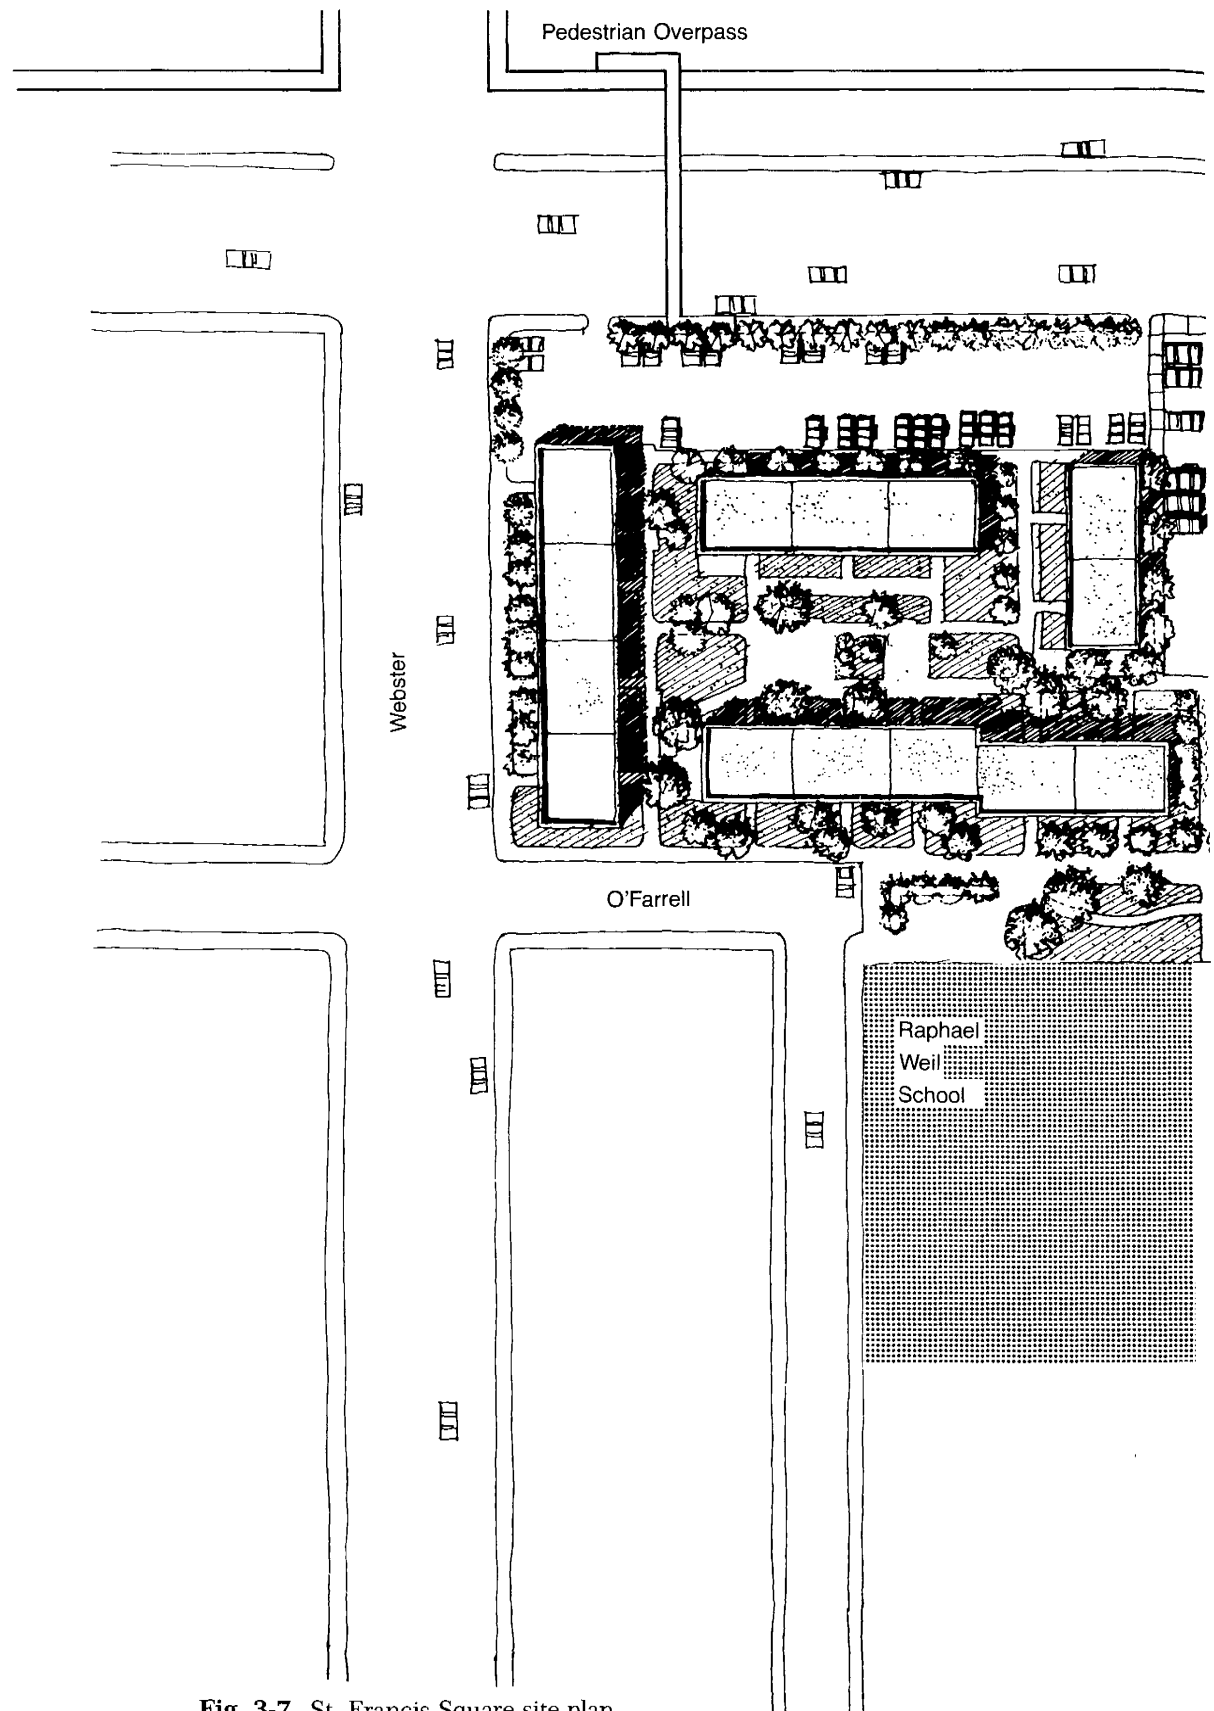 Pedestrian Overpass
Webster
O'Farrell
Raphael
Weil
School
Fig. 3-7 St. Francis Square site plan